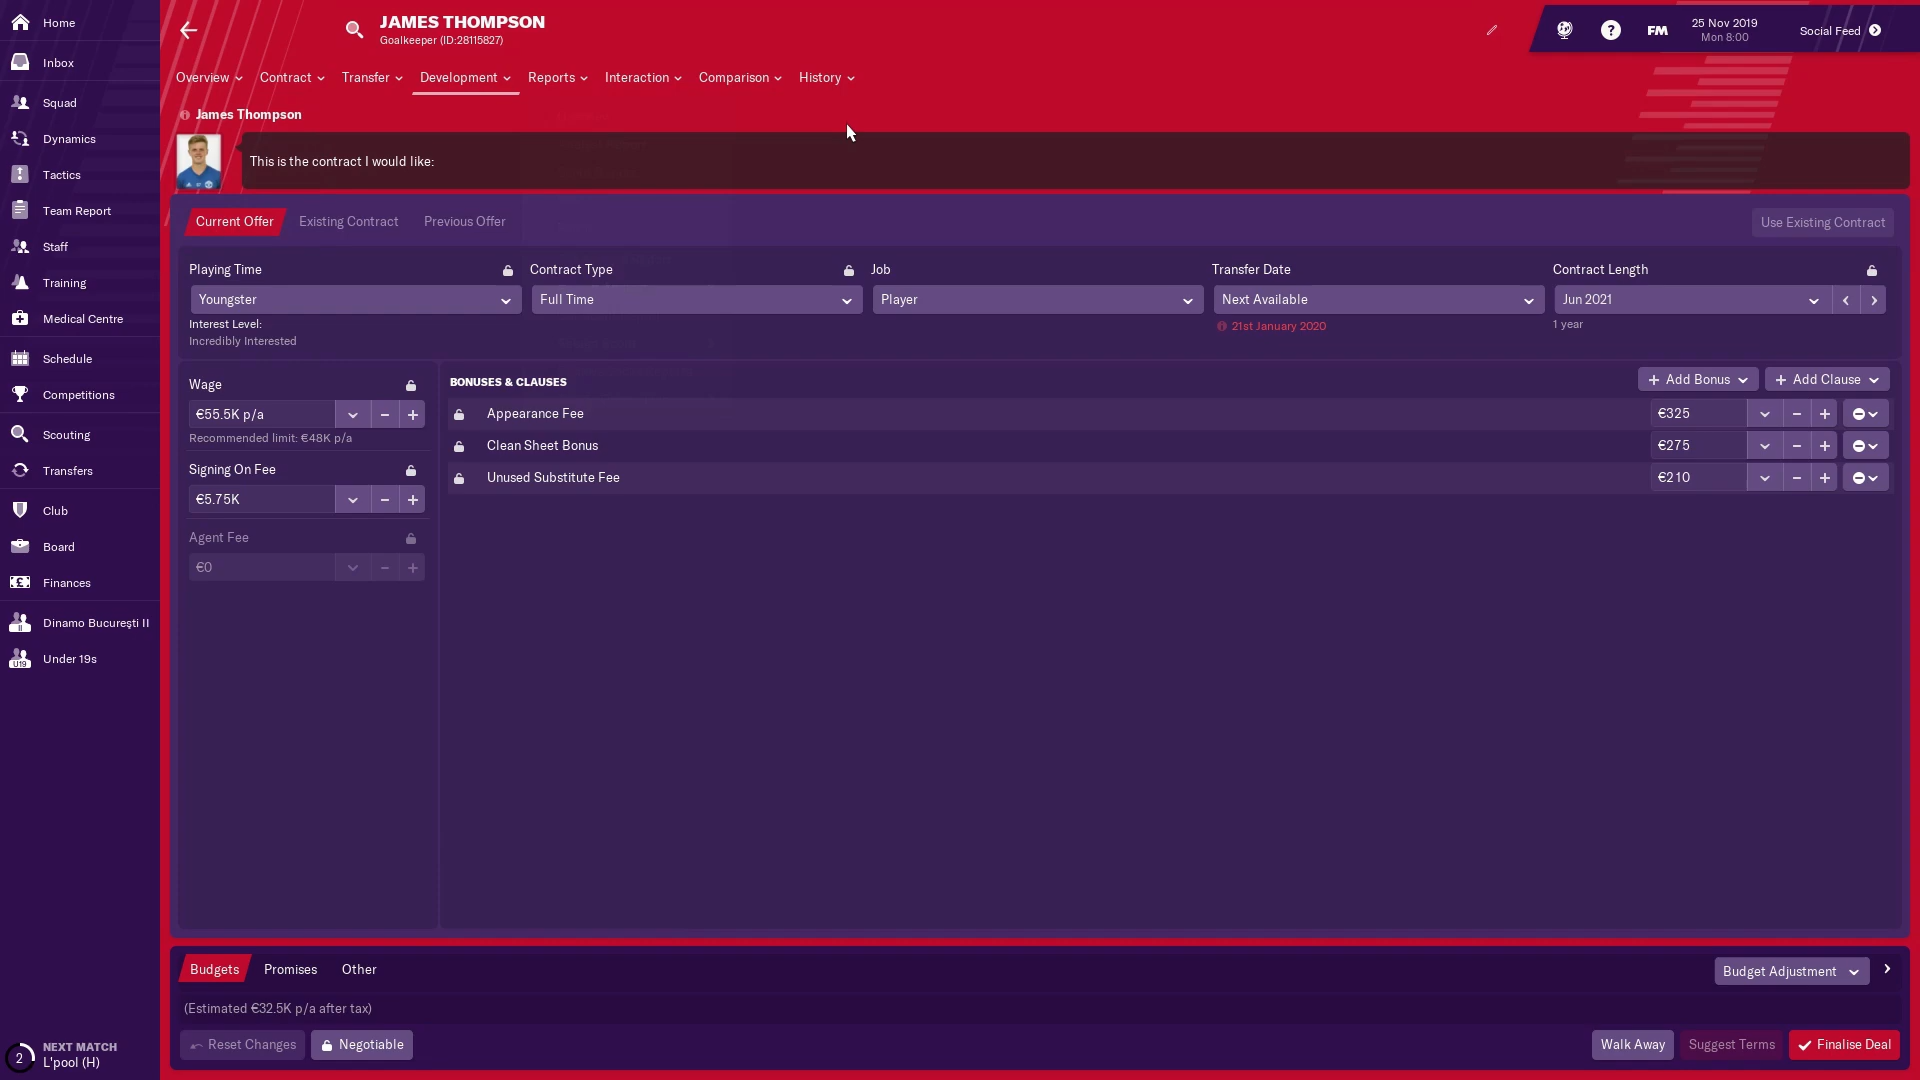 Home
Inbox
Squad
Dynamics
Tactics
Team Report
Staff
Training
Medical Centre
Schedule
Competitions
Scouting
Transfers
Club
Board
Finances
II
Dinamo Bucureşti II
U19
Under 19s
2
NEXT MATCH
L'pool (H)
JAMES THOMPSON
Goalkeeper (ID:28115827)
FM
25 Nov 2019
Mon 8:00
Social Feed
Overview Contract Transfer Development Reports Interaction Comparison History
James Thompson
This is the contract I would like:
Current Offer Existing Contract Previous Offer
Use Existing Contract
Playing Time Contract Type Job Transfer Date Contract Length
Youngster Full Time Player Next Available Jun 2021
Interest Level: 21st January 2020 1 year
Incredibly Interested
Wage
€55.5K p/a
Recommended limit: €48K p/a
Signing On Fee
€5.75K
Agent Fee
€0
BONUSES & CLAUSES
Add Bonus Add Clause
Appearance Fee €325
Clean Sheet Bonus €275
Unused Substitute Fee €210
Budgets Promises Other
Budget Adjustment
(Estimated €32.5K p/a after tax)
Reset Changes Negotiable
Walk Away Suggest Terms Finalise Deal